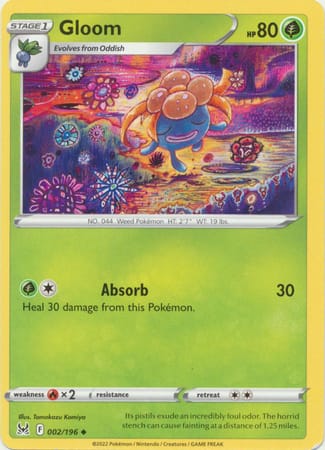 STAGE 1
Gloom
HP 80
Evolves from Oddish
NO. 044 Weed Pokémon HT: 2'7" WT: 19 lbs.
Absorb 30
Heal 30 damage from this Pokémon.
weakness ×2 resistance retreat
Illus. Tomokazu Komiya
Its pistils exude an incredibly foul odor. The horrid
stench can cause fainting at a distance of 1.25 miles.
F 002/196
©2022 Pokémon / Nintendo / Creatures / GAME FREAK